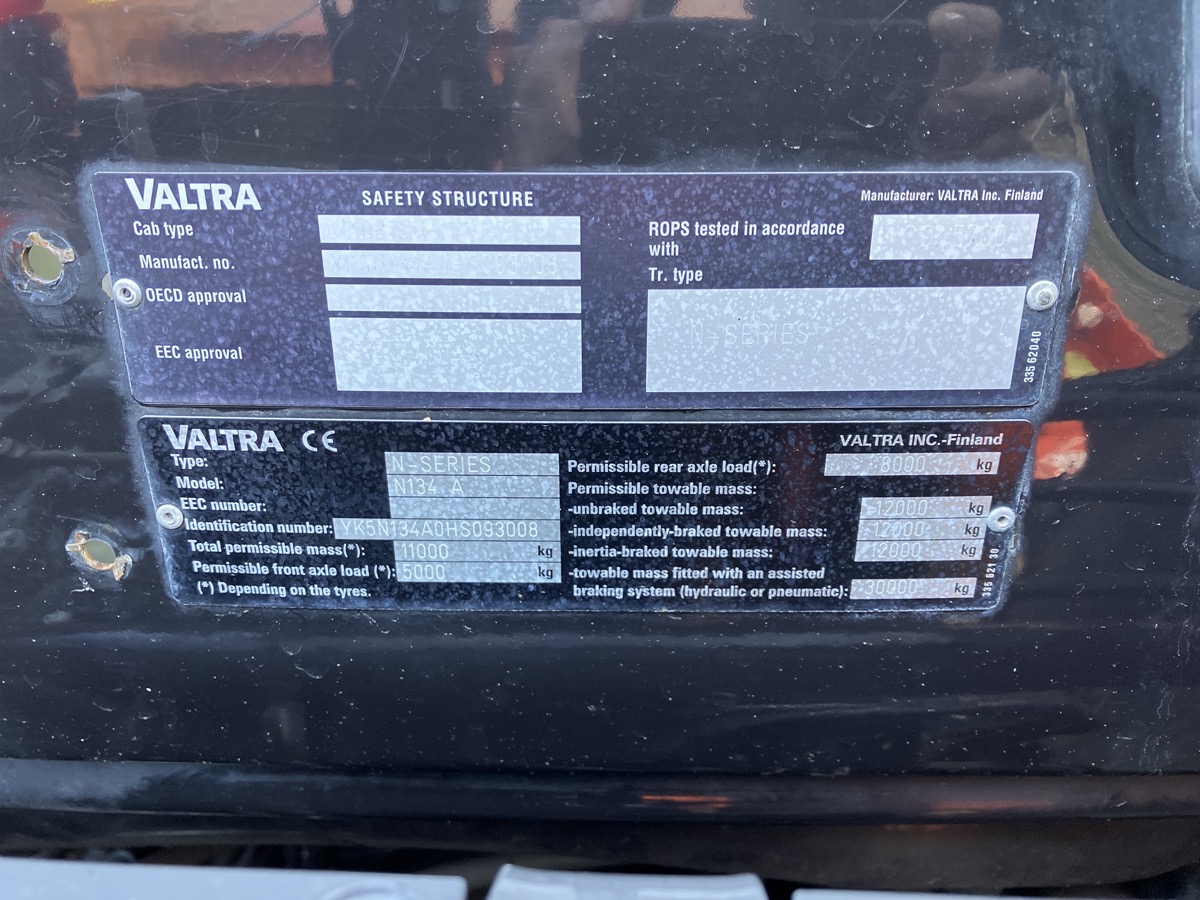 VALTRA SAFETY STRUCTURE Manufacturer: VALTRA Inc. Finland
Cab type
Manufact. no.
OECD approval
EEC approval
ROPS tested in accordance
with
Tr. type
N-SERIES
335 62040
VALTRA CE VALTRA INC.-Finland
Type: N-SERIES
Model: N134 A
EEC number:
Identification number: YK5N134A0HS093008
Total permissible mass(*): 11000 kg
Permissible front axle load (*): 5000 kg
(*) Depending on the tyres.
Permissible rear axle load(*): 8000 kg
Permissible towable mass:
-unbraked towable mass: 12000 kg
-independently-braked towable mass: 12000 kg
-inertia-braked towable mass: 12000 kg
-towable mass fitted with an assisted
braking system (hydraulic or pneumatic): 30000 kg
335 621 30